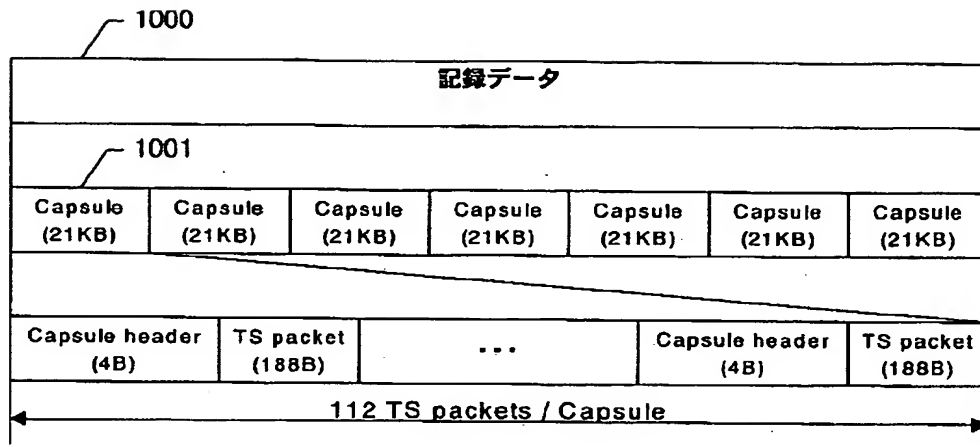 1000
記録データ
1001
Capsule Capsule Capsule Capsule Capsule Capsule Capsule
(21KB) (21KB) (21KB) (21KB) (21KB) (21KB) (21KB)
Capsule header TS packet ... Capsule header TS packet
(4B) (188B) (4B) (188B)
112 TS packets / Capsule